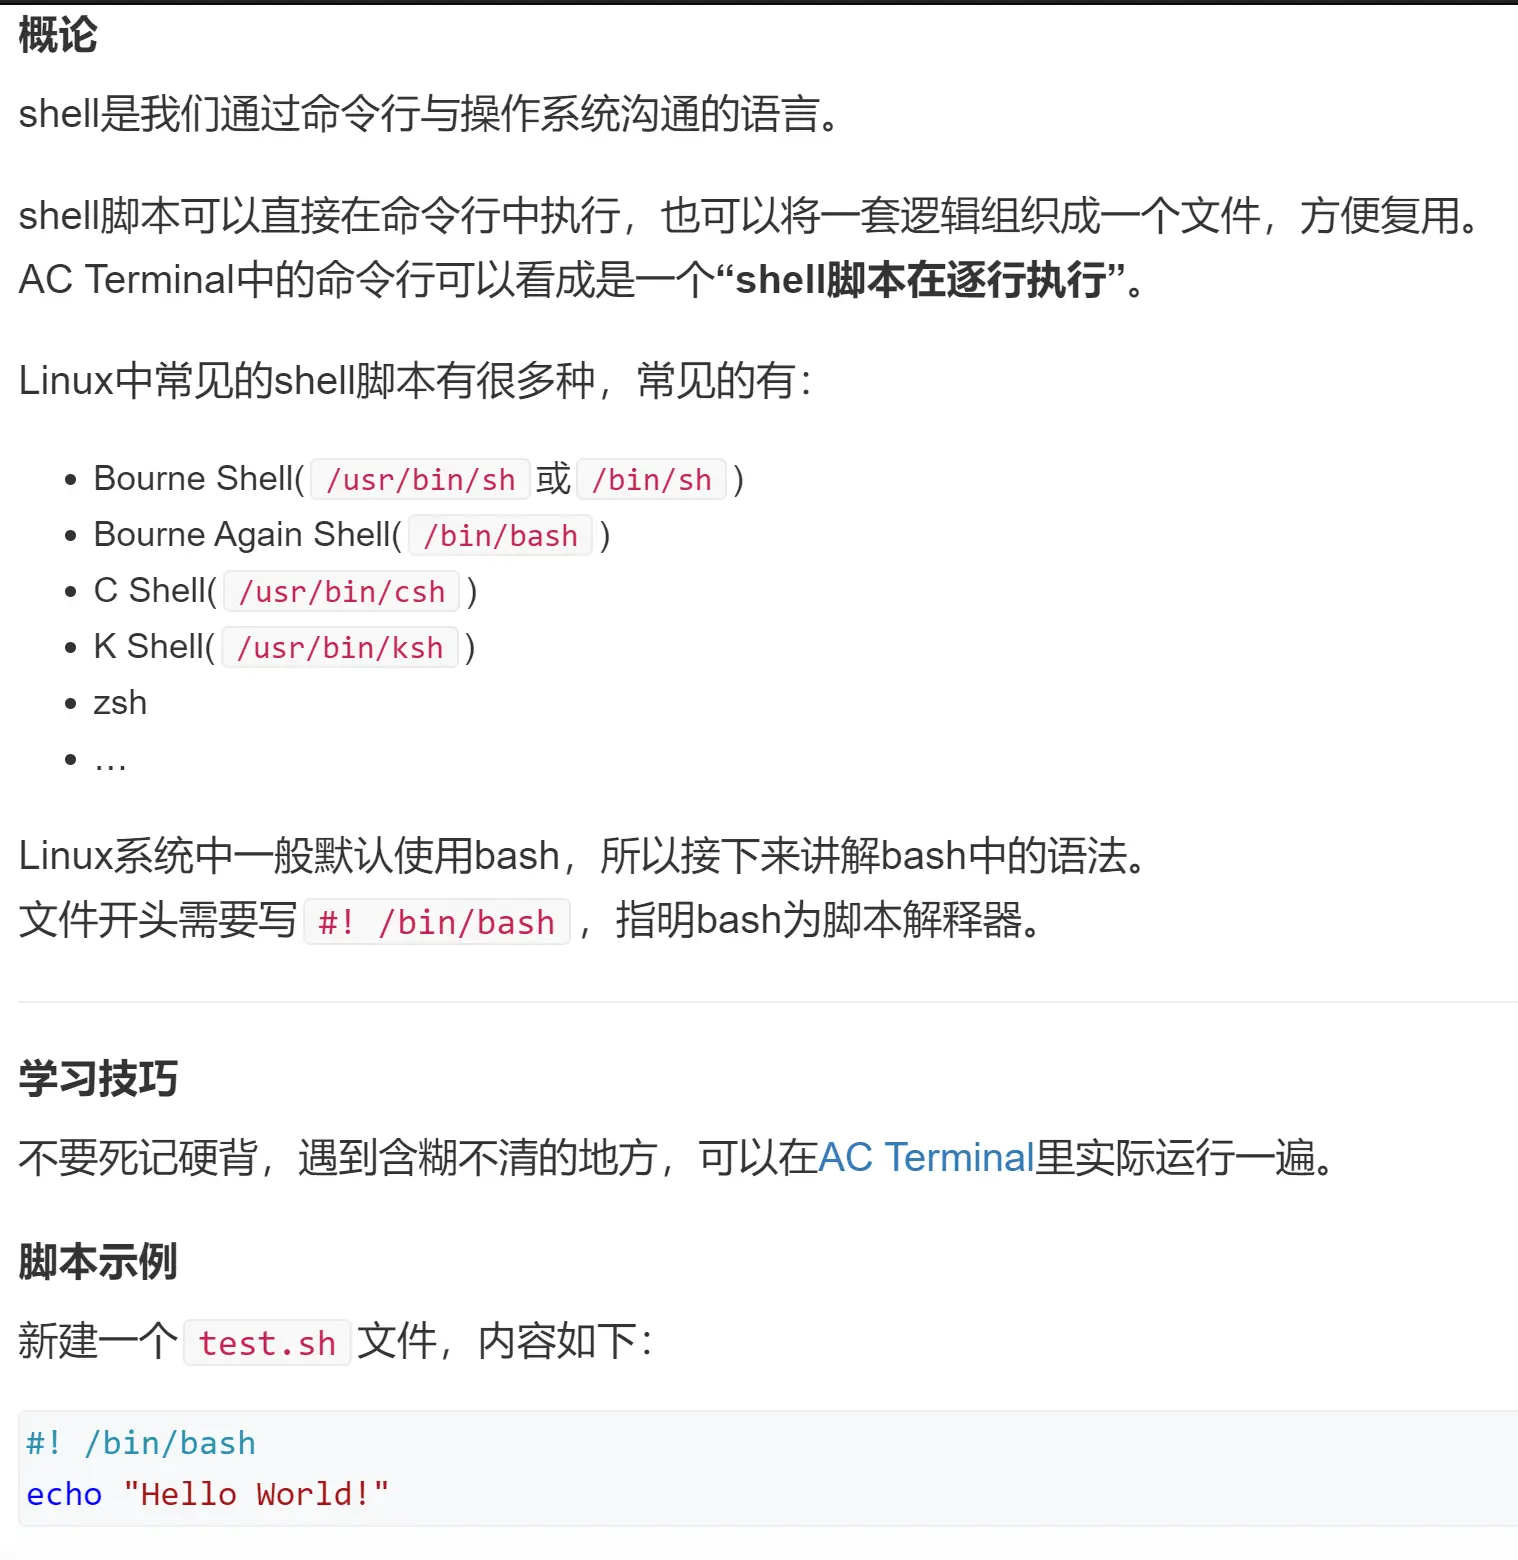 概论
shell是我们通过命令行与操作系统沟通的语言。
shell脚本可以直接在命令行中执行，也可以将一套逻辑组织成一个文件，方便复用。
AC Terminal中的命令行可以看成是一个“shell脚本在逐行执行”。
Linux中常见的shell脚本有很多种，常见的有：
• Bourne Shell( /usr/bin/sh 或 /bin/sh )
• Bourne Again Shell( /bin/bash )
• C Shell( /usr/bin/csh )
• K Shell( /usr/bin/ksh )
• zsh
• …
Linux系统中一般默认使用bash，所以接下来讲解bash中的语法。
文件开头需要写 #! /bin/bash ，指明bash为脚本解释器。
学习技巧
不要死记硬背，遇到含糊不清的地方，可以在AC Terminal里实际运行一遍。
脚本示例
新建一个 test.sh 文件，内容如下：
#! /bin/bash
echo "Hello World!"